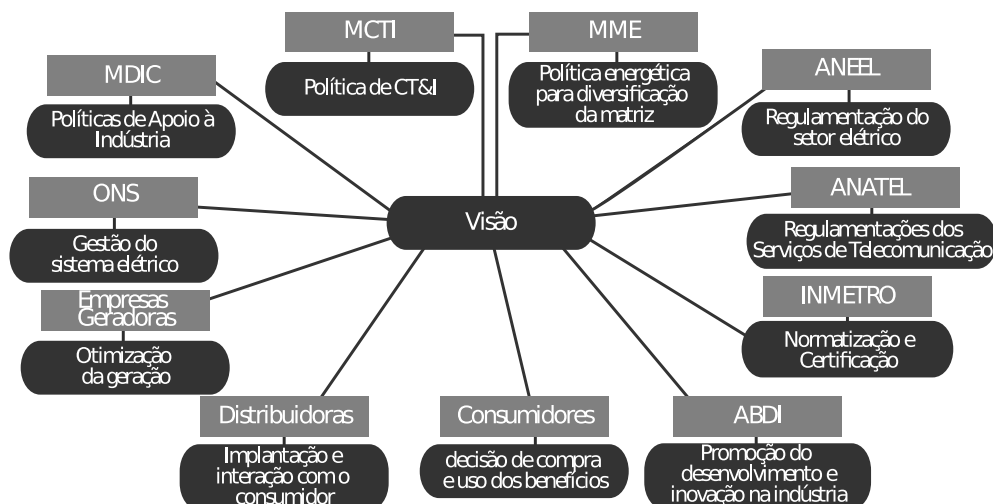 MCTI
Política de CT&I
MME
Política energética
para diversificação
da matriz
MDIC
Políticas de Apoio à
Indústria
ANEEL
Regulamentação do
setor elétrico
ONS
Gestão do
sistema elétrico
Visão
ANATEL
Regulamentações dos
Serviços de Telecomunicação
Empresas
Geradoras
Otimização
da geração
INMETRO
Normatização e
Certificação
Distribuidoras
Implantação e
interação com o
consumidor
Consumidores
decisão de compra
e uso dos benefícios
ABDI
Promoção do
desenvolvimento e
inovação na indústria